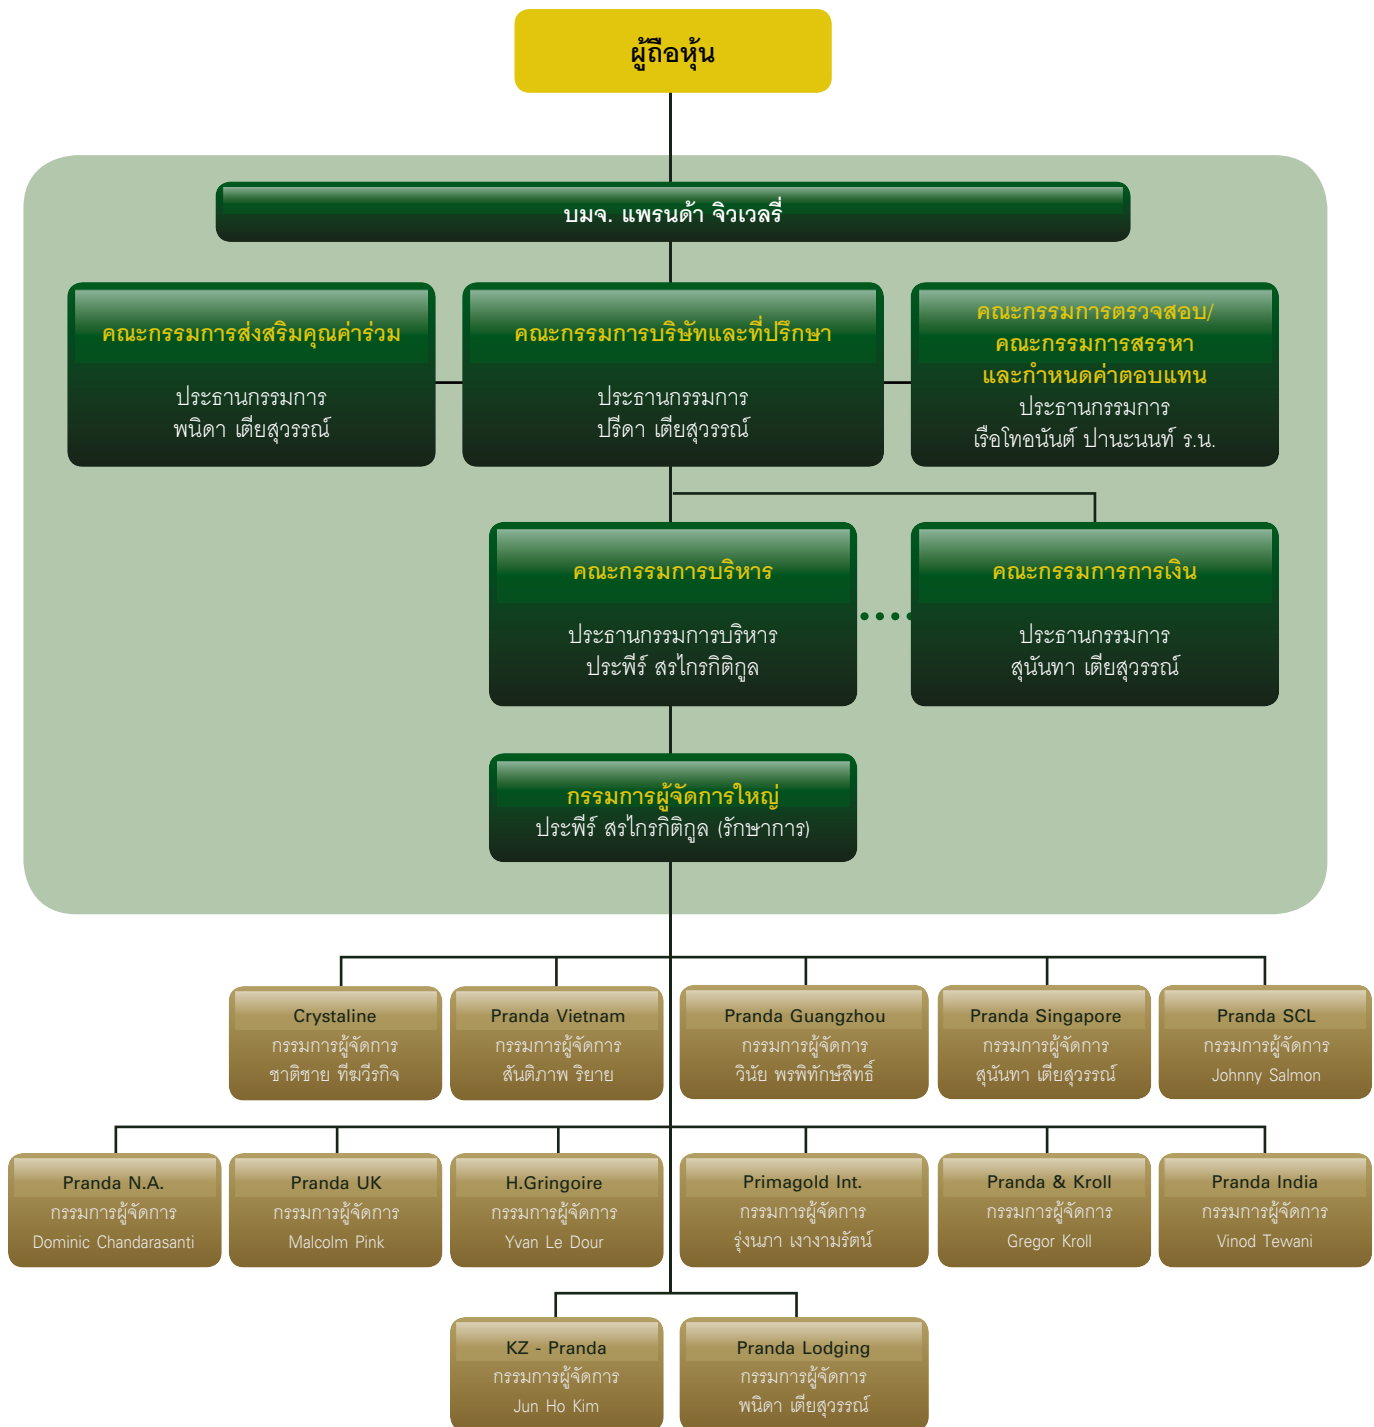 ผู้ถือหุ้น
บมจ. แพรนด้า จิวเวลรี่
คณะกรรมการส่งเสริมคุณค่าร่วม
ประธานกรรมการ
พนิดา เตียสุวรรณ์
คณะกรรมการบริษัทและที่ปรึกษา
ประธานกรรมการ
ปรีดา เตียสุวรรณ์
คณะกรรมการตรวจสอบ/
คณะกรรมการสรรหา
และกำหนดค่าตอบแทน
ประธานกรรมการ
เรือโทอนันต์ ปานะนนท์ ร.น.
คณะกรรมการบริหาร
ประธานกรรมการบริหาร
ประพีร์ สรไกรกิติกูล
คณะกรรมการการเงิน
ประธานกรรมการ
สุนันทา เตียสุวรรณ์
กรรมการผู้จัดการใหญ่
ประพีร์ สรไกรกิติกูล (รักษาการ)
Crystaline
กรรมการผู้จัดการ
ชาติชาย ทีฆวีรกิจ
Pranda Vietnam
กรรมการผู้จัดการ
สันติภาพ ริยาย
Pranda Guangzhou
กรรมการผู้จัดการ
วินัย พรพิทักษ์สิทธิ์
Pranda Singapore
กรรมการผู้จัดการ
สุนันทา เตียสุวรรณ์
Pranda SCL
กรรมการผู้จัดการ
Johnny Salmon
Pranda N.A.
กรรมการผู้จัดการ
Dominic Chandarasanti
Pranda UK
กรรมการผู้จัดการ
Malcolm Pink
H.Gringoire
กรรมการผู้จัดการ
Yvan Le Dour
Primagold Int.
กรรมการผู้จัดการ
รุ่งนภา เงางามรัตน์
Pranda & Kroll
กรรมการผู้จัดการ
Gregor Kroll
Pranda India
กรรมการผู้จัดการ
Vinod Tewani
KZ - Pranda
กรรมการผู้จัดการ
Jun Ho Kim
Pranda Lodging
กรรมการผู้จัดการ
พนิดา เตียสุวรรณ์